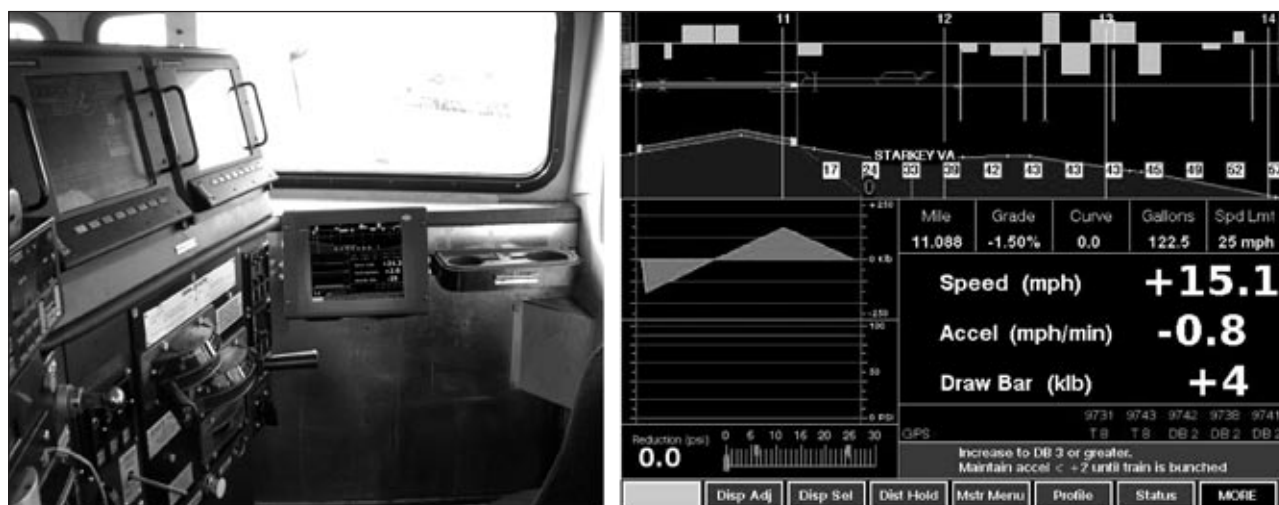 11 12 13 14
STARKEY VA
17 24 33 39 42 43 43 43 45 49 52
0
+250
0 klb
-250
100
50
0 PSI
Mile Grade Curve Gallons Spd Lmt
11.088 -1.50% 0.0 122.5 25 mph
Speed (mph) +15.1
Accel (mph/min) -0.8
Draw Bar (klb) +4
9731 9743 9742 9738 9741
GPS T 8 T 8 DB 2 DB 2 DB 2
Reduction (psi) 0 6 10 16 20 25 30
0.0
Increase to DB 3 or greater.
Maintain accel < +2 until train is bunched
Disp Adj Disp Sel Dist Hold Mstr Menu Profile Status MORE